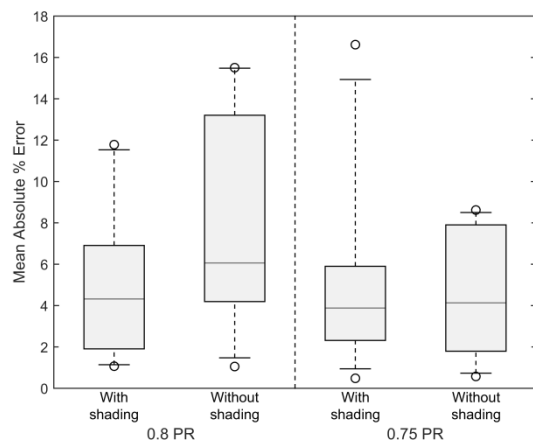 Mean Absolute % Error
18
16
14
12
10
8
6
4
2
0
With
shading
Without
shading
With
shading
Without
shading
0.8 PR
0.75 PR